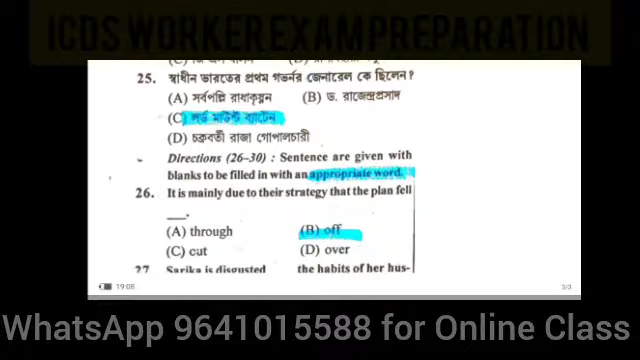 ICDS WORKER EXAM PREPARATION
25. স্বাধীন ভারতের প্রথম গভর্নর জেনারেল কে ছিলেন?
(A) সর্বপল্লি রাধাকৃষ্ণন (B) ড. রাজেন্দ্রপ্রসাদ
(C) লর্ড মাউন্ট ব্যাটেন
(D) চক্রবর্তী রাজা গোপালচারী
Directions (26–30) : Sentence are given with
blanks to be filled in with an appropriate word.
26. It is mainly due to their strategy that the plan fell
___.
(A) through (B) off
(C) cut (D) over
27 Sarika is disgusted the habits of her hus-
19:08 3/3
WhatsApp 9641015588 for Online Class